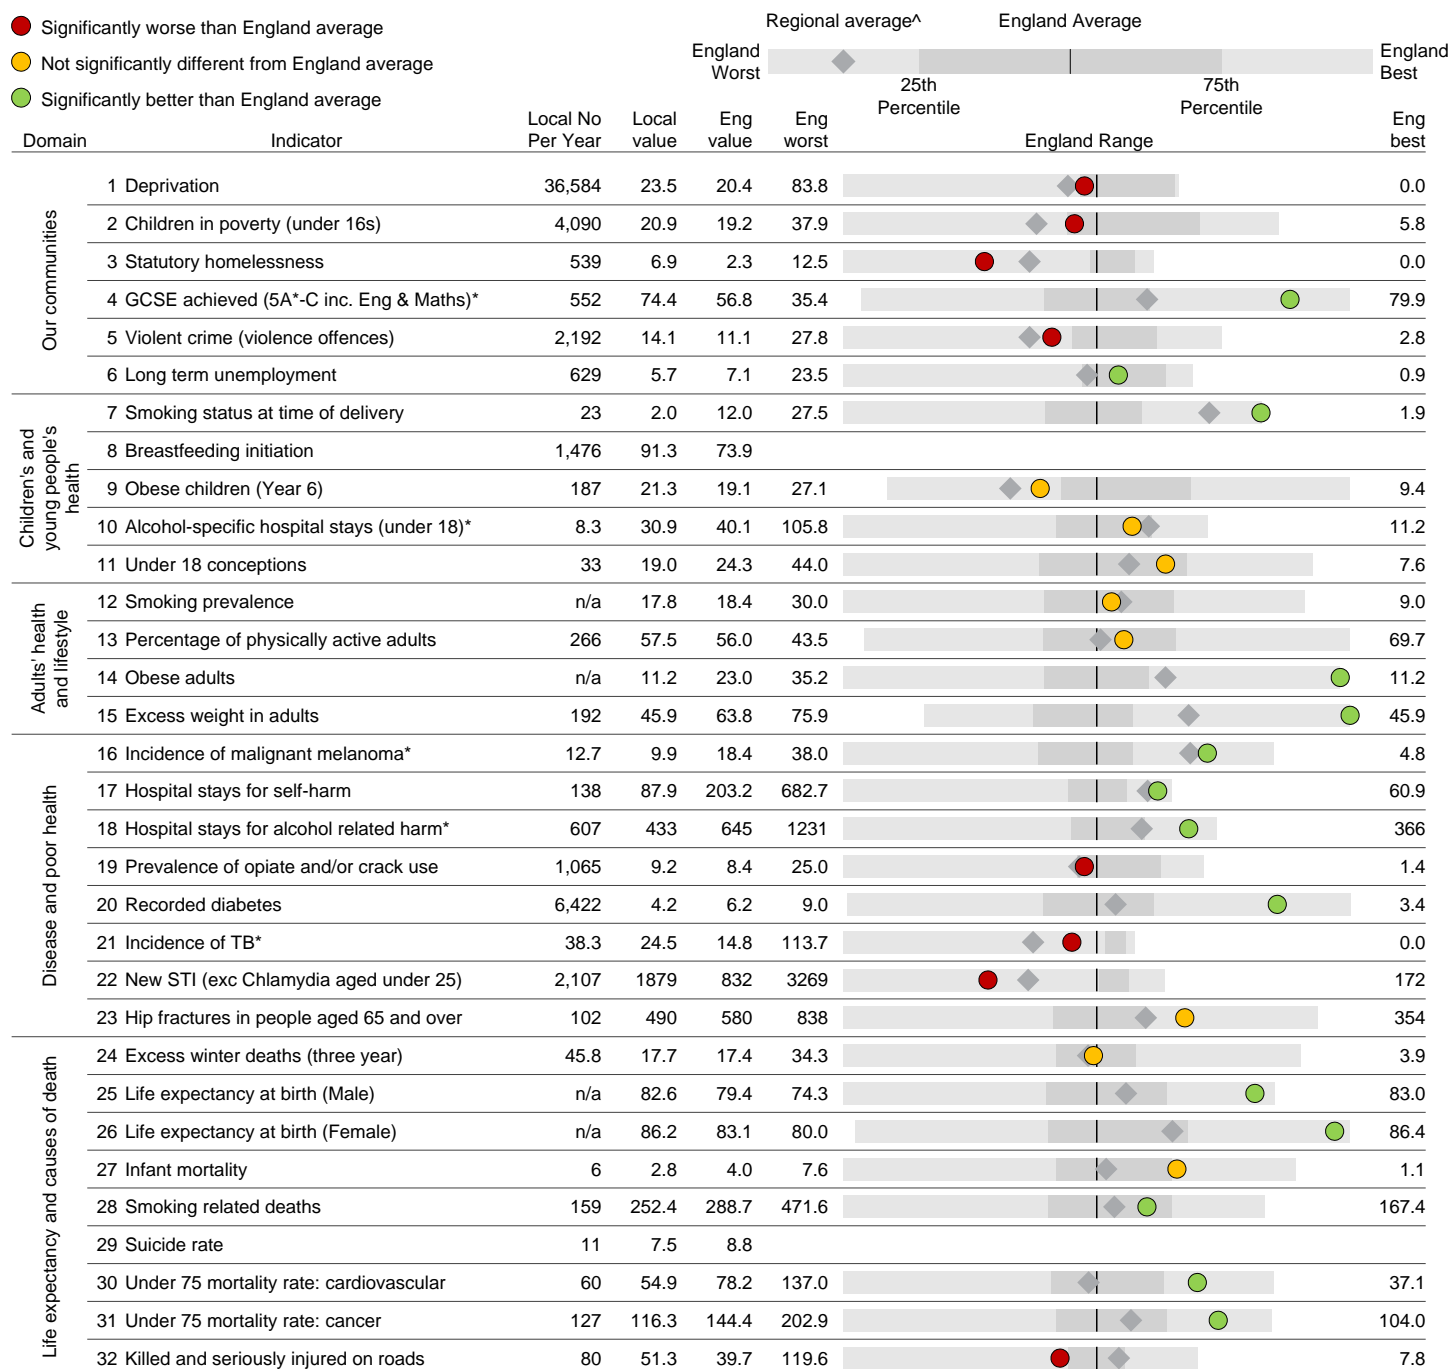 Significantly worse than England average
Not significantly different from England average
Significantly better than England average
Regional average^ England Average
England Worst
England Best
25th Percentile
75th Percentile
Domain Indicator Local No Per Year Local value Eng value Eng worst England Range Eng best
Our communities
1 Deprivation 36,584 23.5 20.4 83.8 0.0
2 Children in poverty (under 16s) 4,090 20.9 19.2 37.9 5.8
3 Statutory homelessness 539 6.9 2.3 12.5 0.0
4 GCSE achieved (5A*-C inc. Eng & Maths)* 552 74.4 56.8 35.4 79.9
5 Violent crime (violence offences) 2,192 14.1 11.1 27.8 2.8
6 Long term unemployment 629 5.7 7.1 23.5 0.9
Children's and young people's health
7 Smoking status at time of delivery 23 2.0 12.0 27.5 1.9
8 Breastfeeding initiation 1,476 91.3 73.9
9 Obese children (Year 6) 187 21.3 19.1 27.1 9.4
10 Alcohol-specific hospital stays (under 18)* 8.3 30.9 40.1 105.8 11.2
11 Under 18 conceptions 33 19.0 24.3 44.0 7.6
Adults' health and lifestyle
12 Smoking prevalence n/a 17.8 18.4 30.0 9.0
13 Percentage of physically active adults 266 57.5 56.0 43.5 69.7
14 Obese adults n/a 11.2 23.0 35.2 11.2
15 Excess weight in adults 192 45.9 63.8 75.9 45.9
Disease and poor health
16 Incidence of malignant melanoma* 12.7 9.9 18.4 38.0 4.8
17 Hospital stays for self-harm 138 87.9 203.2 682.7 60.9
18 Hospital stays for alcohol related harm* 607 433 645 1231 366
19 Prevalence of opiate and/or crack use 1,065 9.2 8.4 25.0 1.4
20 Recorded diabetes 6,422 4.2 6.2 9.0 3.4
21 Incidence of TB* 38.3 24.5 14.8 113.7 0.0
22 New STI (exc Chlamydia aged under 25) 2,107 1879 832 3269 172
23 Hip fractures in people aged 65 and over 102 490 580 838 354
Life expectancy and causes of death
24 Excess winter deaths (three year) 45.8 17.7 17.4 34.3 3.9
25 Life expectancy at birth (Male) n/a 82.6 79.4 74.3 83.0
26 Life expectancy at birth (Female) n/a 86.2 83.1 80.0 86.4
27 Infant mortality 6 2.8 4.0 7.6 1.1
28 Smoking related deaths 159 252.4 288.7 471.6 167.4
29 Suicide rate 11 7.5 8.8
30 Under 75 mortality rate: cardiovascular 60 54.9 78.2 137.0 37.1
31 Under 75 mortality rate: cancer 127 116.3 144.4 202.9 104.0
32 Killed and seriously injured on roads 80 51.3 39.7 119.6 7.8